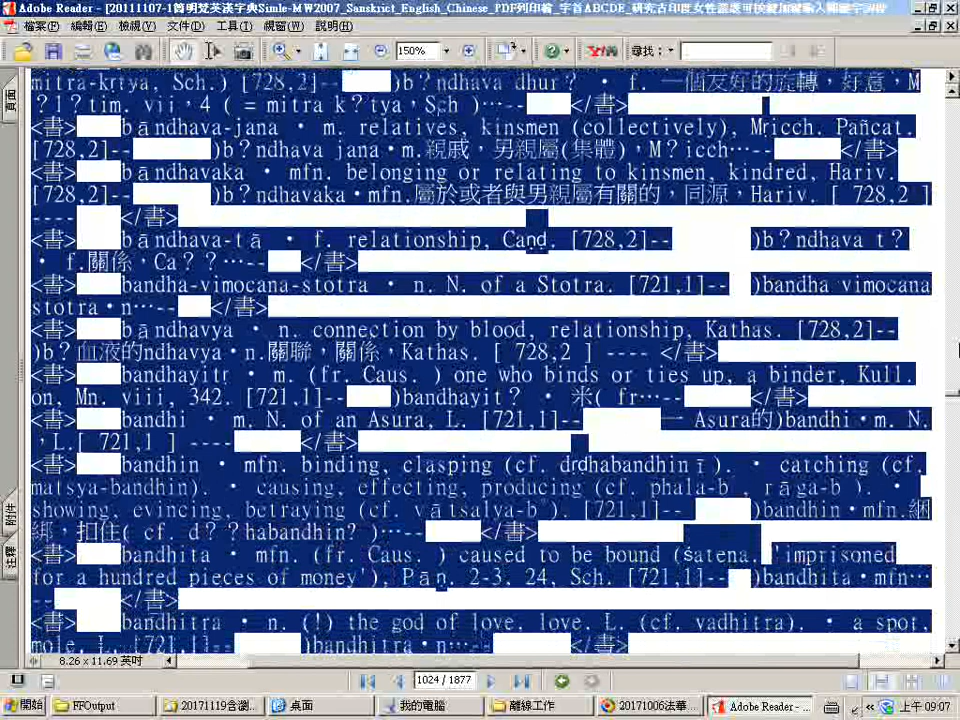 Adobe Reader - [20111107-1簡明梵英漢字典Simle-MW2007_Sanskrit_English_Chinese_PDF列印檔_字首ABCDE_研究古印度女性
檔案(F) 編輯(E) 檢視(V) 文件(D) 工具(T) 視窗(W) 說明(H)
150% 尋找：
頁面
mitra-kṛtya, Sch.) [728,2]-- )b?ndhava dhur? • f. 一個友好的旋轉，好意，M
?l?tim. vii, 4 ( = mitra k?tya, Sch )…-- </書>
<書> bāndhava-jana • m. relatives, kinsmen (collectively), Mṛicch. Pañcat.
[728,2]-- )b?ndhava jana•m.親戚，男親屬(集體)，M?icch…-- </書>
<書> bāndhavaka • mfn. belonging or relating to kinsmen, kindred, Hariv.
[728,2]-- )b?ndhavaka•mfn.屬於或者與男親屬有關的，同源，Hariv. [ 728,2 ]
---- </書>
<書> bāndhava-tā • f. relationship, Cāṇḍ. [728,2]-- )b?ndhava t?
• f.關係，Ca??…-- </書>
<書> bandha-vimocana-stotra • n. N. of a Stotra. [721,1]-- )bandha vimocana
stotra•n…-- </書>
<書> bāndhavya • n. connection by blood, relationship, Kathas. [728,2]--
)b?血液的ndhavya•n.關聯，關係，Kathas. [ 728,2 ] ---- </書>
<書> bandhayitṛ • m. (fr. Caus. ) one who binds or ties up, a binder, Kull.
on, Mn. viii, 342. [721,1]-- )bandhayit? • 米( fr…-- </書>
<書> bandhi • m. N. of an Asura, L. [721,1]-- 一 Asura的)bandhi•m. N.
，L.[ 721,1 ] ---- </書>
<書> bandhin • mfn. binding, clasping (cf. dṛḍhabandhinī). • catching (cf.
matsya-bandhin). • causing, effecting, producing (cf. phala-b°, rāga-b°). •
showing, evincing, betraying (cf. vātsalya-b°). [721,1]-- )bandhin•mfn.綑
綁，扣住( cf. d??habandhin? )…-- </書>
<書> bandhita • mfn. (fr. Caus. ) caused to be bound (śatena. 'imprisoned
for a hundred pieces of money'), Pāṇ. 2-3. 24, Sch. [721,1]-- )bandhita•mfn…
-- </書>
<書> bandhitra • n. (!) the god of love, love. L. (cf. vadhitra). • a spot,
mole, L. [721,1]-- )bandhitra•n…-- </書>
附件
注釋
8.26 x 11.69 英吋
1024 / 1877
開始 FFOutput 20171119含瀏... 桌面 我的電腦 離線工作 20171006法華... Adobe Reader - ... 上午 09:07